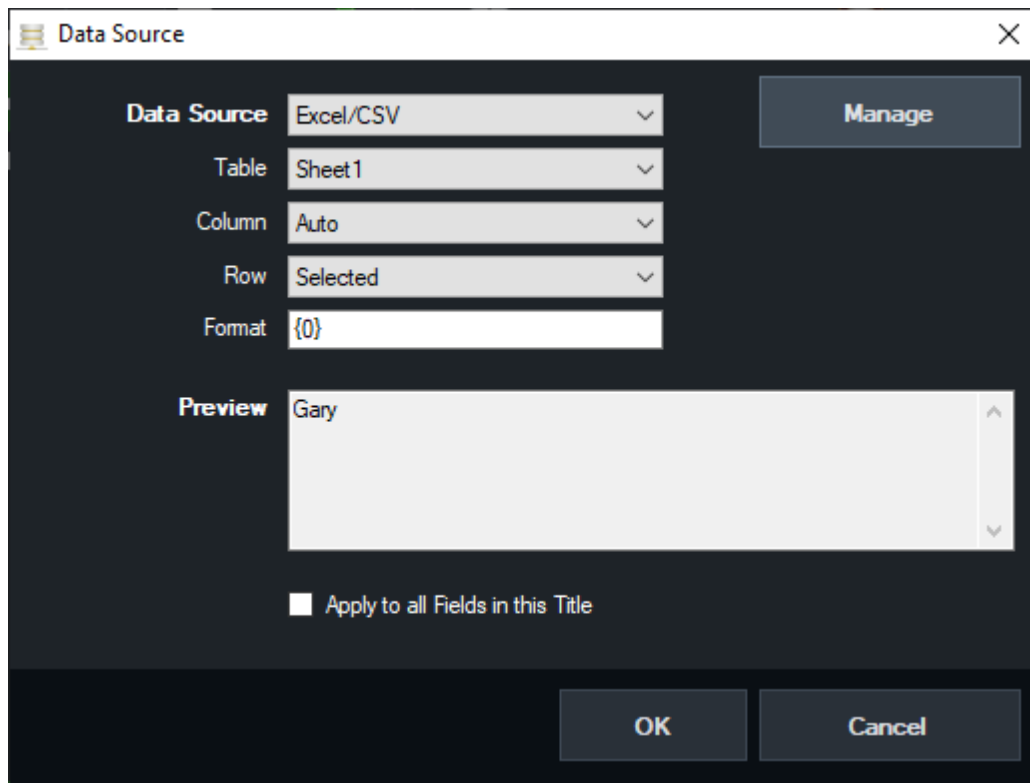 Data Source
Data Source Excel/CSV Manage
Table Sheet1
Column Auto
Row Selected
Format {0}
Preview Gary
Apply to all Fields in this Title
OK Cancel